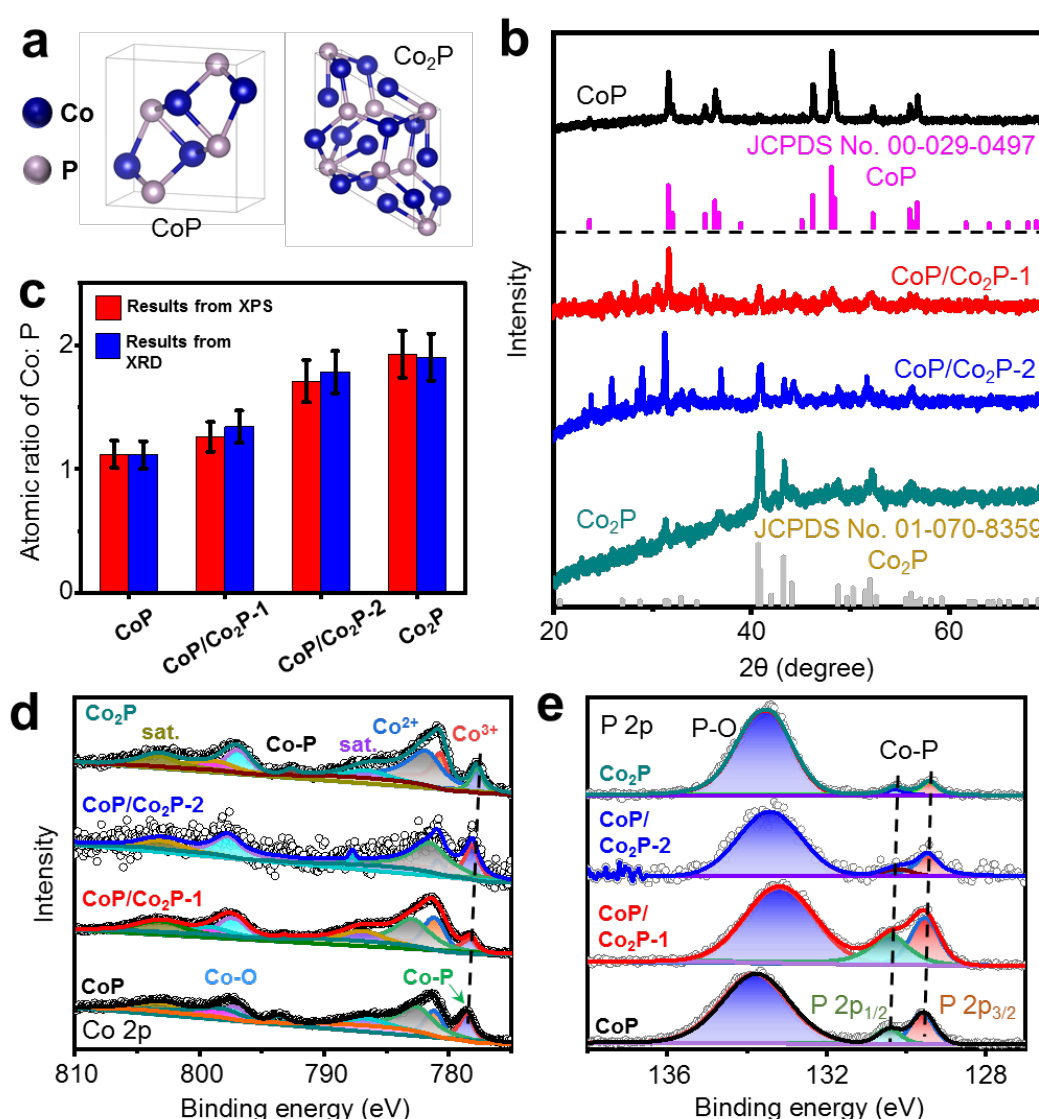 a
Co
P
CoP
Co₂P
b
CoP
JCPDS No. 00-029-0497
CoP
CoP/Co₂P-1
CoP/Co₂P-2
Co₂P
JCPDS No. 01-070-8359
Co₂P
Intensity
20
40
60
2θ (degree)
c
Results from XPS
Results from
XRD
Atomic ratio of Co: P
2
1
0
CoP
CoP/Co₂P-1
CoP/Co₂P-2
Co₂P
d
Co₂P
sat.
Co-P
sat.
Co²⁺
Co³⁺
CoP/Co₂P-2
CoP/Co₂P-1
CoP
Co-O
Co-P
Co 2p
Intensity
810
800
790
780
Binding energy (eV)
e
P 2p
P-O
Co-P
Co₂P
CoP/
Co₂P-2
CoP/
Co₂P-1
CoP
P 2p₁/₂
P 2p₃/₂
136
132
128
Binding energy (eV)